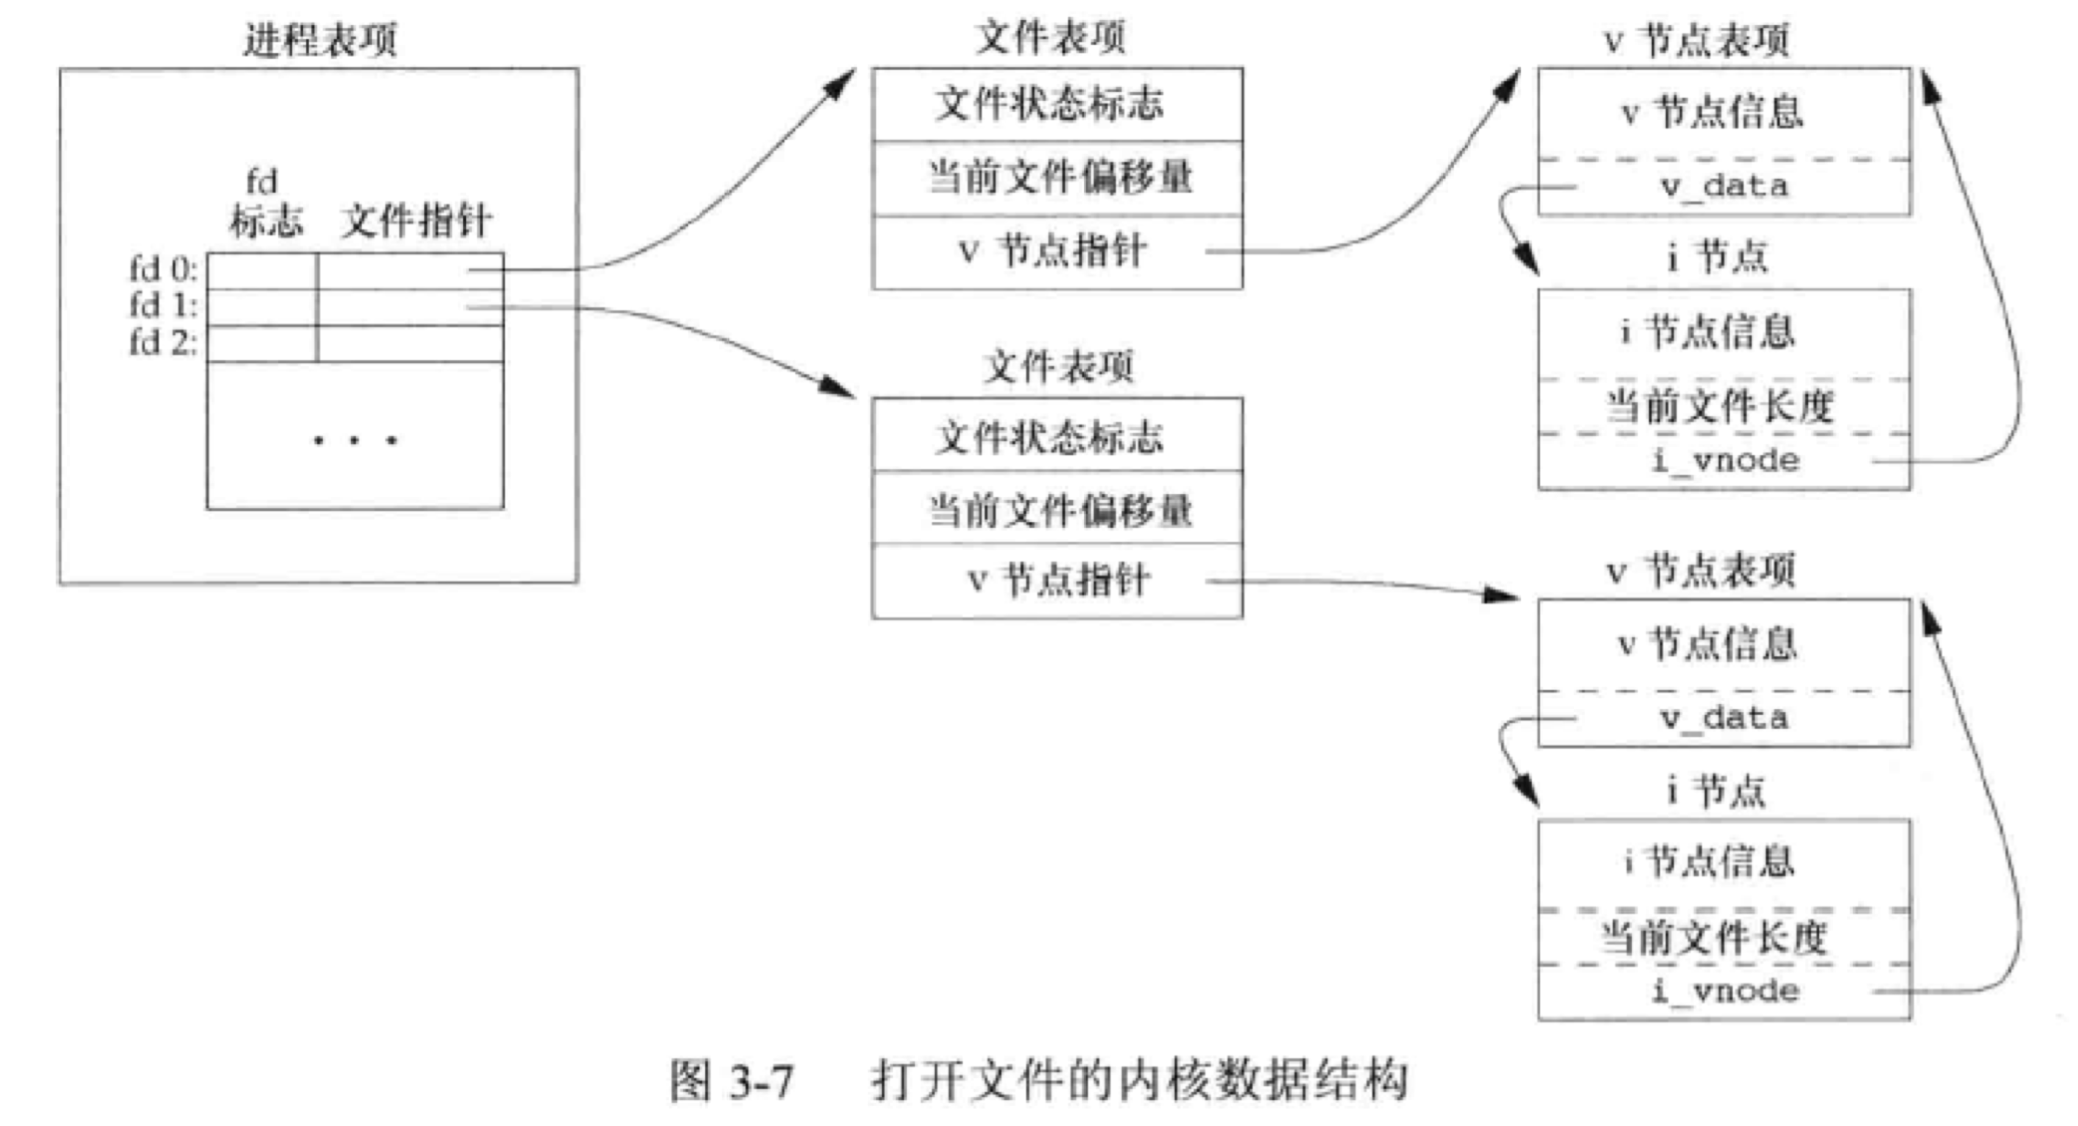 进程表项
fd
标志 文件指针
fd 0:
fd 1:
fd 2:
···
文件表项
文件状态标志
当前文件偏移量
v 节点指针
文件表项
文件状态标志
当前文件偏移量
v 节点指针
v 节点表项
v 节点信息
v_data
i 节点
i 节点信息
当前文件长度
i_vnode
v 节点表项
v 节点信息
v_data
i 节点
i 节点信息
当前文件长度
i_vnode
图 3-7 打开文件的内核数据结构